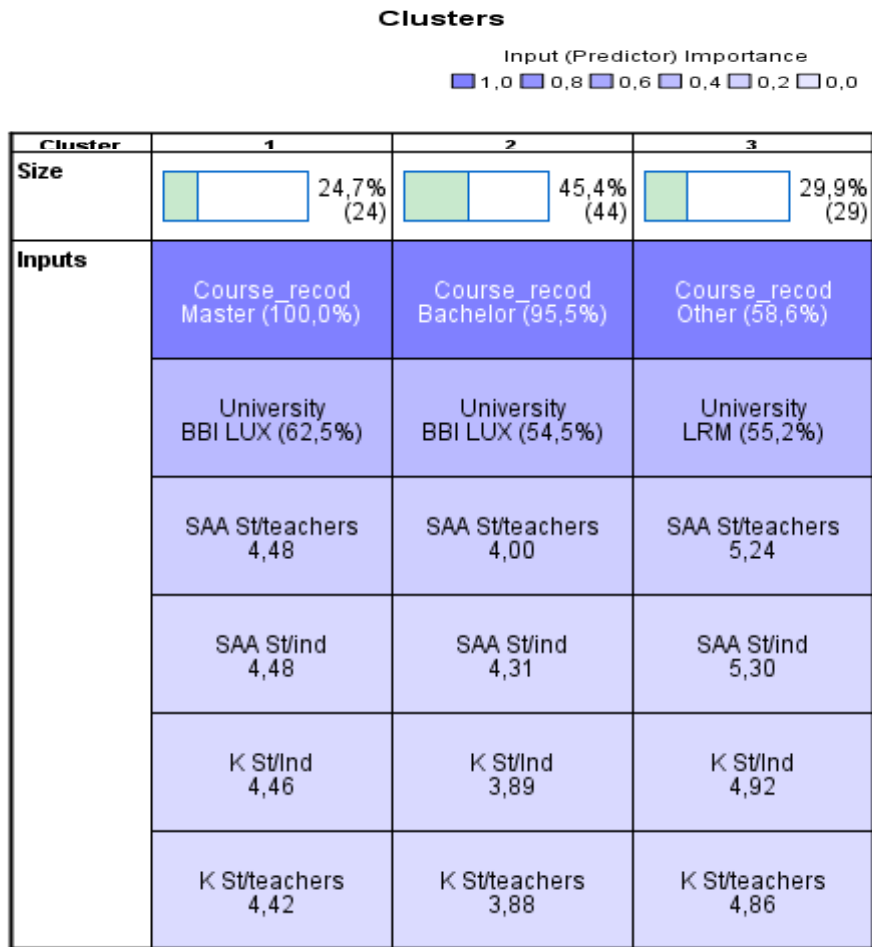 Clusters
Input (Predictor) Importance
1,0 0,8 0,6 0,4 0,2 0,0
Cluster 1 2 3
Size 24,7% 45,4% 29,9%
(24) (44) (29)
Inputs
Course_recod Course_recod Course_recod
Master (100,0%) Bachelor (95,5%) Other (58,6%)
University University University
BBI LUX (62,5%) BBI LUX (54,5%) LRM (55,2%)
SAA St/teachers SAA St/teachers SAA St/teachers
4,48 4,00 5,24
SAA St/ind SAA St/ind SAA St/ind
4,48 4,31 5,30
K St/Ind K St/Ind K St/Ind
4,46 3,89 4,92
K St/teachers K St/teachers K St/teachers
4,42 3,88 4,86